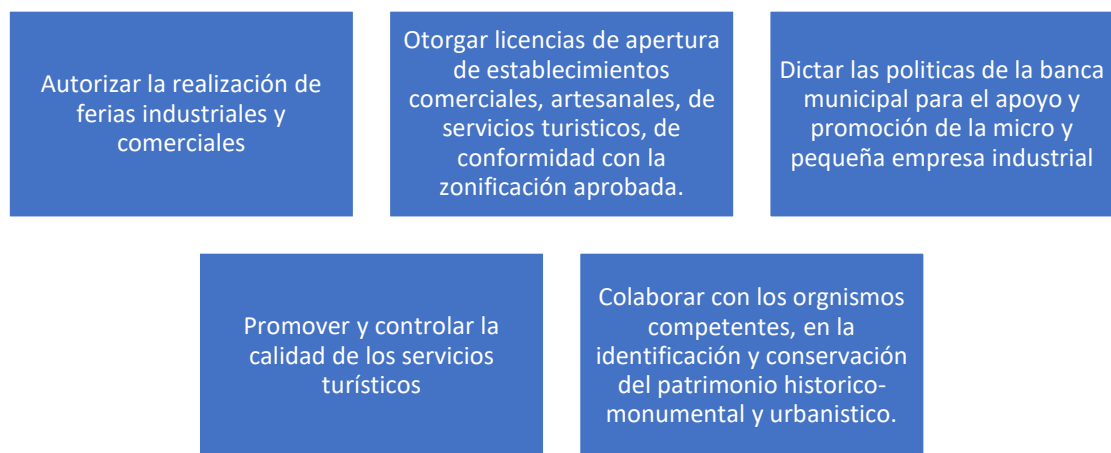 Autorizar la realización de
ferias industriales y
comerciales
Otorgar licencias de apertura
de establecimientos
comerciales, artesanales, de
servicios turisticos, de
conformidad con la
zonificación aprobada.
Dictar las politicas de la banca
municipal para el apoyo y
promoción de la micro y
pequeña empresa industrial
Promover y controlar la
calidad de los servicios
turísticos
Colaborar con los orgnismos
competentes, en la
identificación y conservación
del patrimonio historico-
monumental y urbanistico.